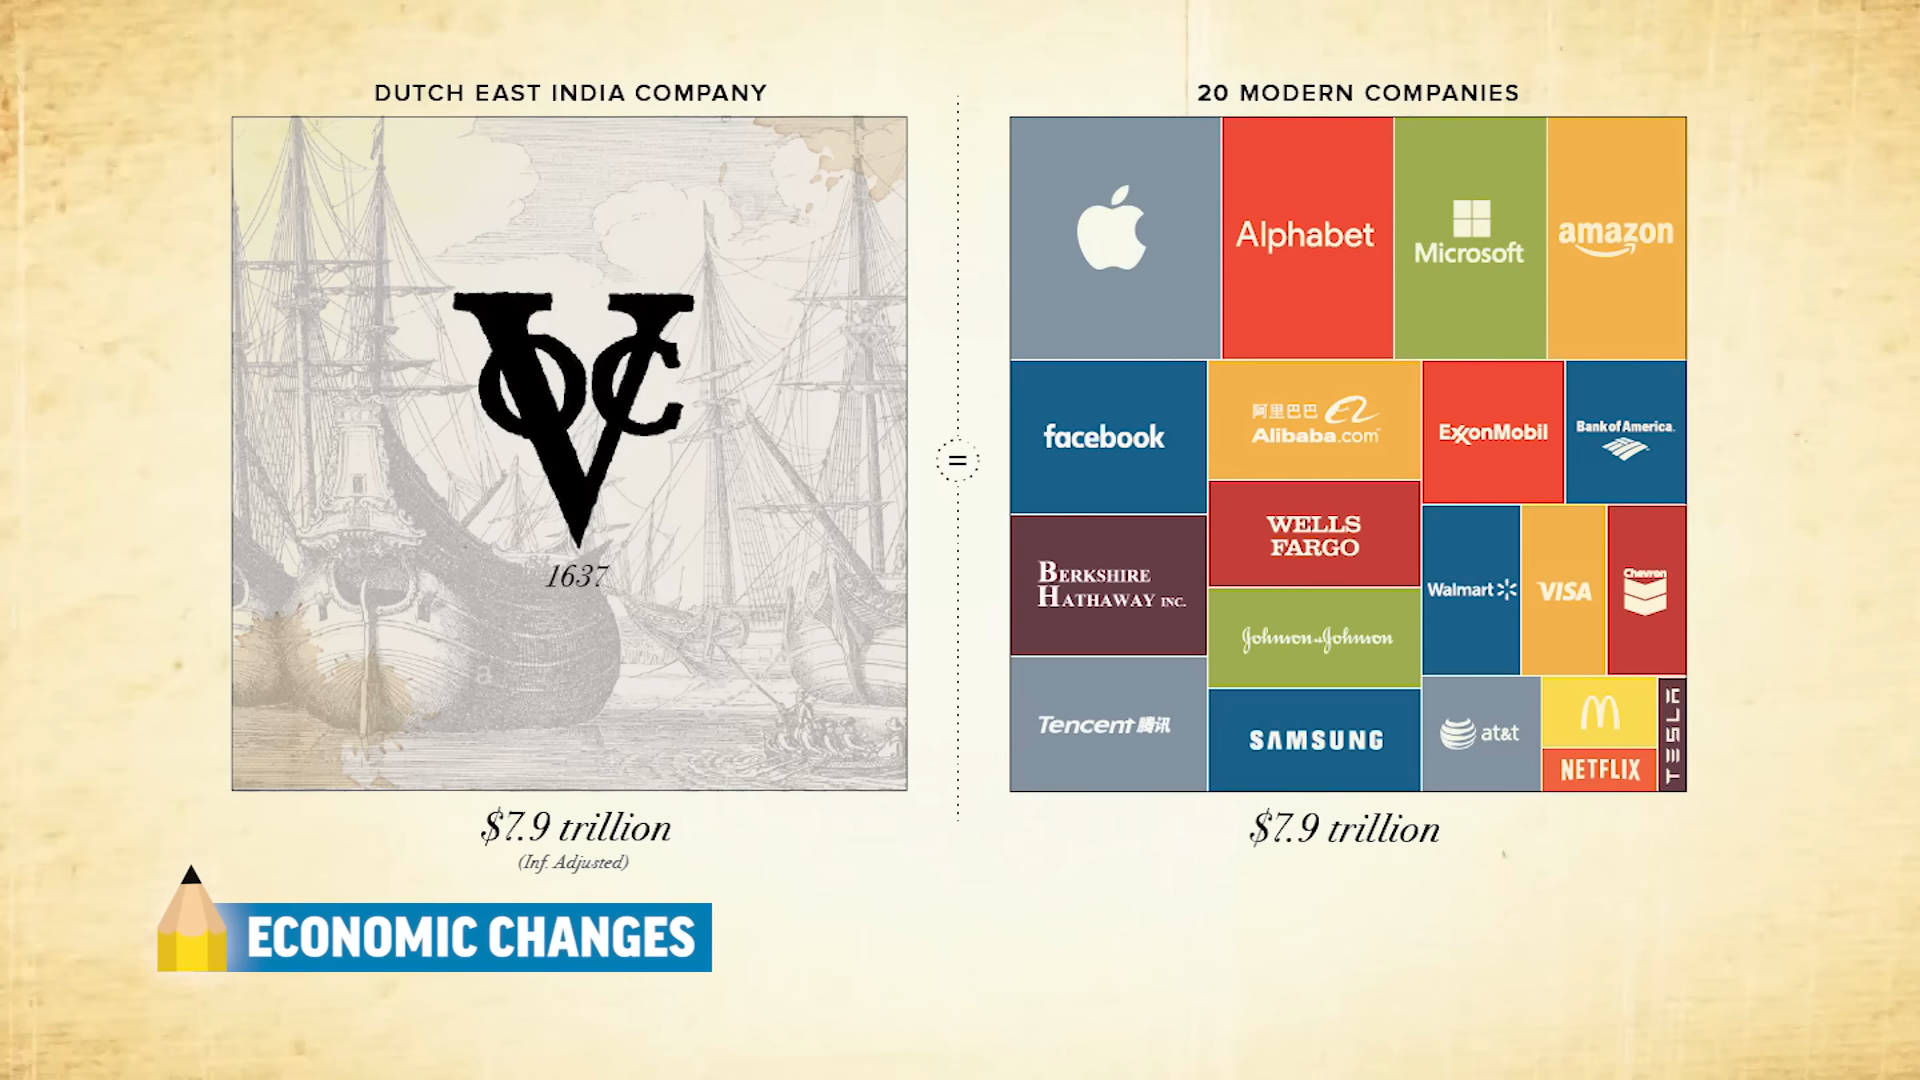 DUTCH EAST INDIA COMPANY
VOC
1637
$7.9 trillion
(Inf. Adjusted)
=
20 MODERN COMPANIES
Alphabet
Microsoft
amazon
facebook
阿里巴巴
Alibaba.com
ExxonMobil
Bank of America
WELLS
FARGO
BERKSHIRE
HATHAWAY INC.
Walmart
VISA
Chevron
Johnson & Johnson
Tencent 腾讯
SAMSUNG
at&t
M
NETFLIX
TESLA
$7.9 trillion
ECONOMIC CHANGES